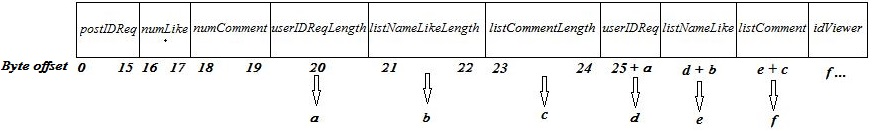 postIDReq numLike numComment userIDReqLength listNameLikeLength listCommentLength userIDReq listNameLike listComment idViewer
Byte offset 0 15 16 17 18 19 20 21 22 23 24 25 + a d + b e + c f ...
a b c d e f